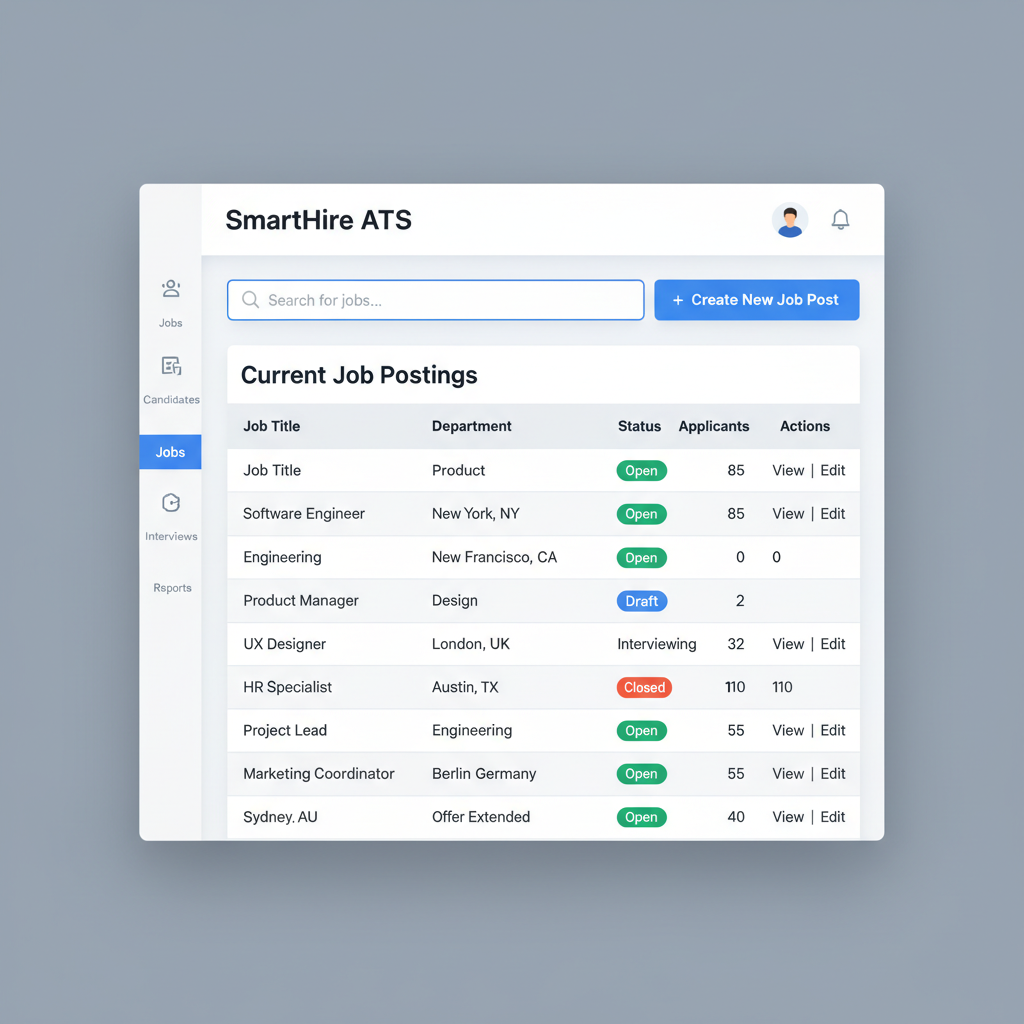 SmartHire ATS
Jobs
Candidates
Jobs
Interviews
Rsports
Search for jobs...
+ Create New Job Post
Current Job Postings
Job Title Department Status Applicants Actions
Job Title Product Open 85 View | Edit
Software Engineer New York, NY Open 85 View | Edit
Engineering New Francisco, CA Open 0 0
Product Manager Design Draft 2
UX Designer London, UK Interviewing 32 View | Edit
HR Specialist Austin, TX Closed 110 110
Project Lead Engineering Open 55 View | Edit
Marketing Coordinator Berlin Germany Open 55 View | Edit
Sydney. AU Offer Extended Open 40 View | Edit